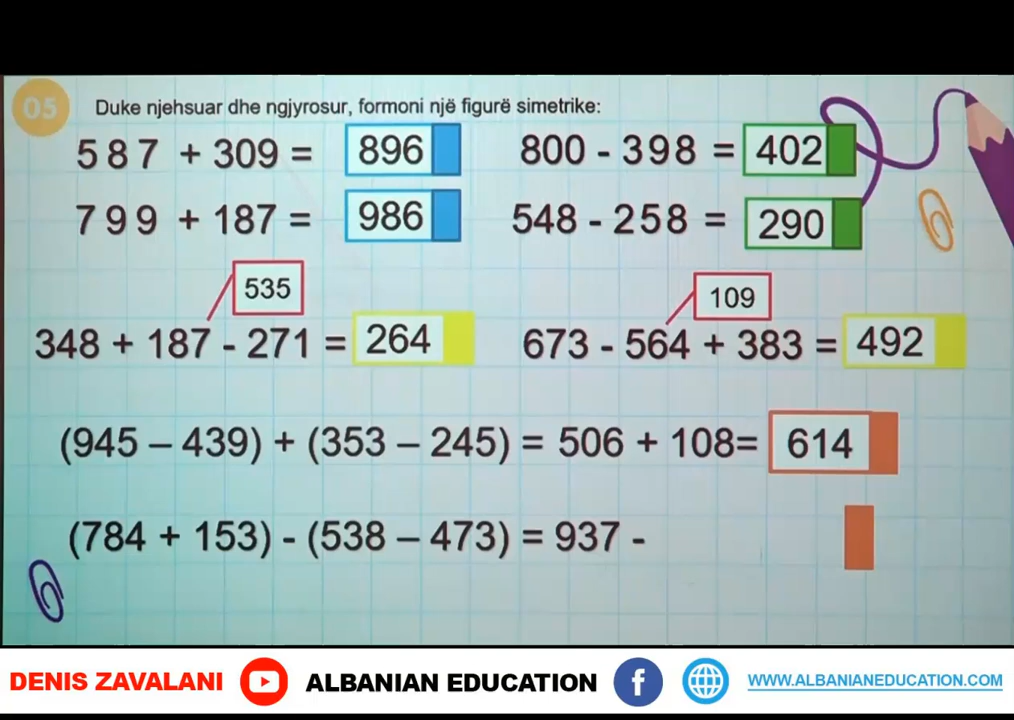 05 Duke njehsuar dhe ngjyrosur, formoni një figurë simetrike:
587 + 309 = 896 800 - 398 = 402
799 + 187 = 986 548 - 258 = 290
535 109
348 + 187 - 271 = 264 673 - 564 + 383 = 492
(945 – 439) + (353 – 245) = 506 + 108= 614
(784 + 153) - (538 – 473) = 937 -
DENIS ZAVALANI ALBANIAN EDUCATION f WWW.ALBANIANEDUCATION.COM